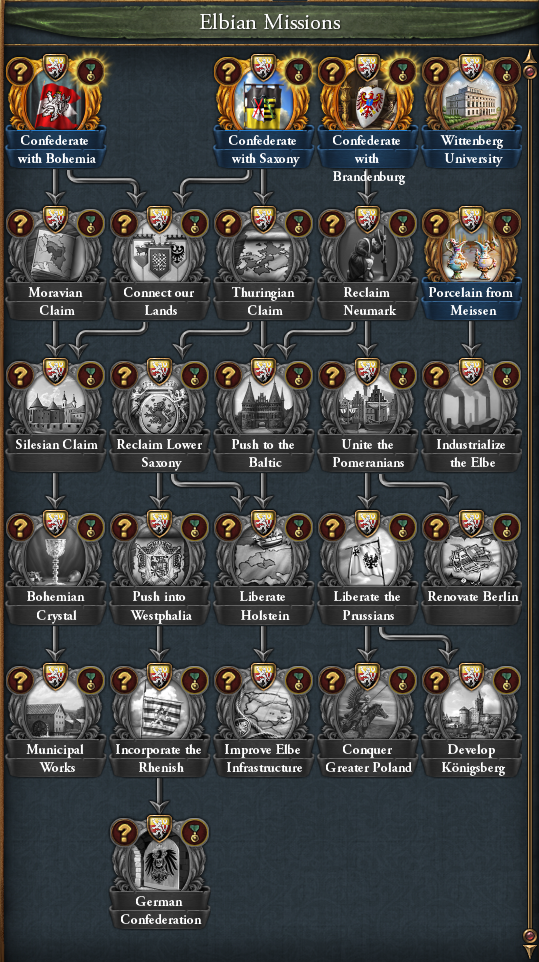 Elbian Missions
Confederate
with Bohemia
Confederate
with Saxony
Confederate
with
Brandenburg
Wittenberg
University
Moravian
Claim
Connect our
Lands
Thuringian
Claim
Reclaim
Neumark
Porcelain from
Meissen
Silesian Claim
Reclaim Lower
Saxony
Push to the
Baltic
Unite the
Pomeranians
Industrialize
the Elbe
Bohemian
Crystal
Push into
Westphalia
Liberate
Holstein
Liberate the
Prussians
Renovate Berlin
Municipal
Works
Incorporate the
Rhenish
Improve Elbe
Infrastructure
Conquer
Greater Poland
Develop
Königsberg
German
Confederation